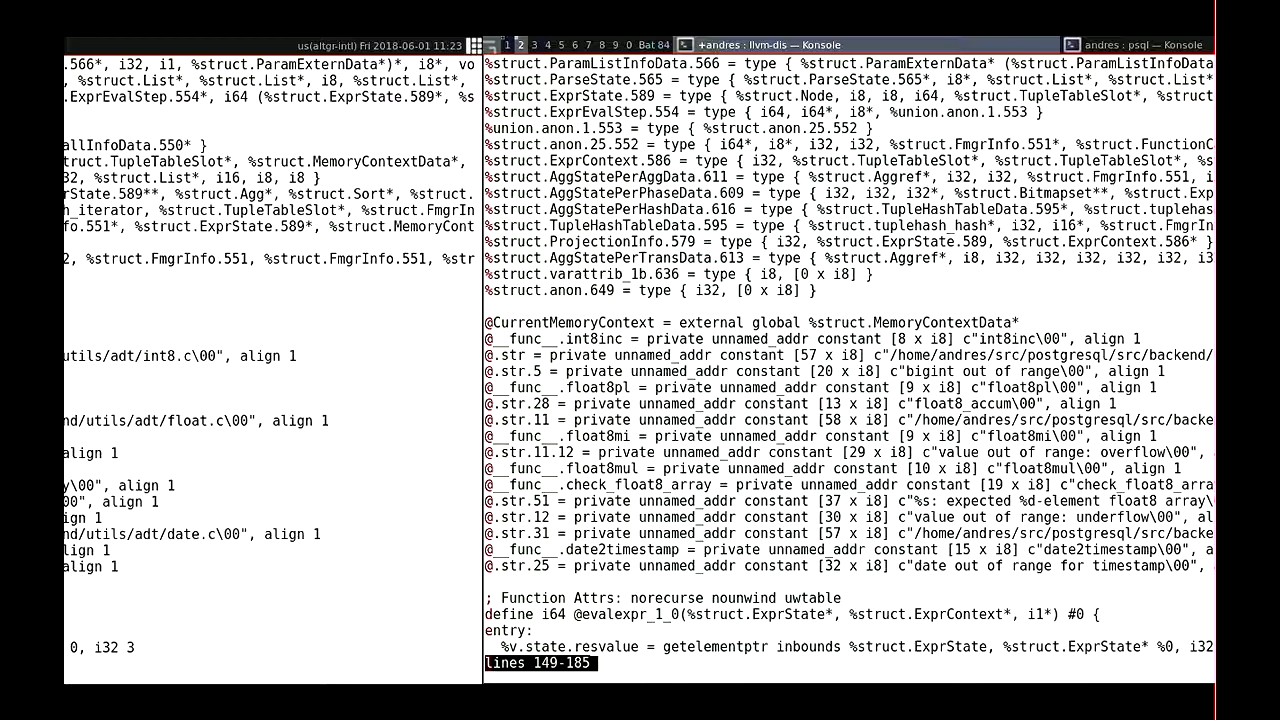 us(altgr-intl) Fri 2018-06-01 11:23
1 2 3 4 5 6 7 8 9 0 Bat 84
+andres : llvm-dis — Konsole
andres : psql — Konsole
.566*, i32, i1, %struct.ParamExternData*)*, i8*, vo
, %struct.List*, %struct.List*, i8, %struct.List*,
.ExprEvalStep.554*, i64 (%struct.ExprState.589*, %s
allInfoData.550* }
truct.TupleTableSlot*, %struct.MemoryContextData*,
32, %struct.List*, i16, i8, i8 }
rState.589**, %struct.Agg*, %struct.Sort*, %struct.
h_iterator, %struct.TupleTableSlot*, %struct.FmgrIn
fo.551*, %struct.ExprState.589*, %struct.MemoryCont
2, %struct.FmgrInfo.551, %struct.FmgrInfo.551, %str
utils/adt/int8.c\00", align 1
nd/utils/adt/float.c\00", align 1
align 1
y\00", align 1
00", align 1
ign 1
nd/utils/adt/date.c\00", align 1
lign 1
align 1
0, i32 3
%struct.ParamListInfoData.566 = type { %struct.ParamExternData* (%struct.ParamListInfoData
%struct.ParseState.565 = type { %struct.ParseState.565*, i8*, %struct.List*, %struct.List*
%struct.ExprState.589 = type { %struct.Node, i8, i8, i64, %struct.TupleTableSlot*, %struct
%struct.ExprEvalStep.554 = type { i64, i64*, i8*, %union.anon.1.553 }
%union.anon.1.553 = type { %struct.anon.25.552 }
%struct.anon.25.552 = type { i64*, i8*, i32, i32, %struct.FmgrInfo.551*, %struct.FunctionC
%struct.ExprContext.586 = type { i32, %struct.TupleTableSlot*, %struct.TupleTableSlot*, %s
%struct.AggStatePerAggData.611 = type { %struct.Aggref*, i32, i32, %struct.FmgrInfo.551, i
%struct.AggStatePerPhaseData.609 = type { i32, i32, i32*, %struct.Bitmapset**, %struct.Exp
%struct.AggStatePerHashData.616 = type { %struct.TupleHashTableData.595*, %struct.tuplehas
%struct.TupleHashTableData.595 = type { %struct.tuplehash_hash*, i32, i16*, %struct.FmgrIn
%struct.ProjectionInfo.579 = type { i32, %struct.ExprState.589, %struct.ExprContext.586* }
%struct.AggStatePerTransData.613 = type { %struct.Aggref*, i8, i32, i32, i32, i32, i32, i3
%struct.varattrib_1b.636 = type { i8, [0 x i8] }
%struct.anon.649 = type { i32, [0 x i8] }
@CurrentMemoryContext = external global %struct.MemoryContextData*
@__func__.int8inc = private unnamed_addr constant [8 x i8] c"int8inc\00", align 1
@.str = private unnamed_addr constant [57 x i8] c"/home/andres/src/postgresql/src/backend/
@.str.5 = private unnamed_addr constant [20 x i8] c"bigint out of range\00", align 1
@__func__.float8pl = private unnamed_addr constant [9 x i8] c"float8pl\00", align 1
@.str.28 = private unnamed_addr constant [13 x i8] c"float8_accum\00", align 1
@.str.11 = private unnamed_addr constant [58 x i8] c"/home/andres/src/postgresql/src/backe
@__func__.float8mi = private unnamed_addr constant [9 x i8] c"float8mi\00", align 1
@.str.11.12 = private unnamed_addr constant [29 x i8] c"value out of range: overflow\00",
@__func__.float8mul = private unnamed_addr constant [10 x i8] c"float8mul\00", align 1
@__func__.check_float8_array = private unnamed_addr constant [19 x i8] c"check_float8_arra
@.str.51 = private unnamed_addr constant [37 x i8] c"%s: expected %d-element float8 array\
@.str.12 = private unnamed_addr constant [30 x i8] c"value out of range: underflow\00", al
@.str.31 = private unnamed_addr constant [57 x i8] c"/home/andres/src/postgresql/src/backe
@__func__.date2timestamp = private unnamed_addr constant [15 x i8] c"date2timestamp\00", a
@.str.25 = private unnamed_addr constant [32 x i8] c"date out of range for timestamp\00",
; Function Attrs: norecurse nounwind uwtable
define i64 @evalexpr_1_0(%struct.ExprState*, %struct.ExprContext*, i1*) #0 {
entry:
%v.state.resvalue = getelementptr inbounds %struct.ExprState, %struct.ExprState* %0, i32
lines 149-185